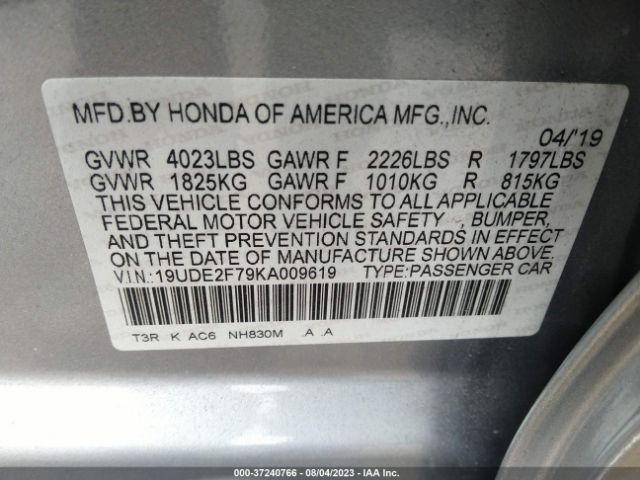 MFD.BY HONDA OF AMERICA MFG.,INC.
04/'19
GVWR 4023LBS GAWR F 2226LBS R 1797LBS
GVWR 1825KG GAWR F 1010KG R 815KG
THIS VEHICLE CONFORMS TO ALL APPLICABLE
FEDERAL MOTOR VEHICLE SAFETY , BUMPER,
AND THEFT PREVENTION STANDARDS IN EFFECT
ON THE DATE OF MANUFACTURE SHOWN ABOVE.
V.I.N.:19UDE2F79KA009619 TYPE:PASSENGER CAR
T3R K AC6 NH830M .A .A
000-37240766 - 08/04/2023 - IAA Inc.